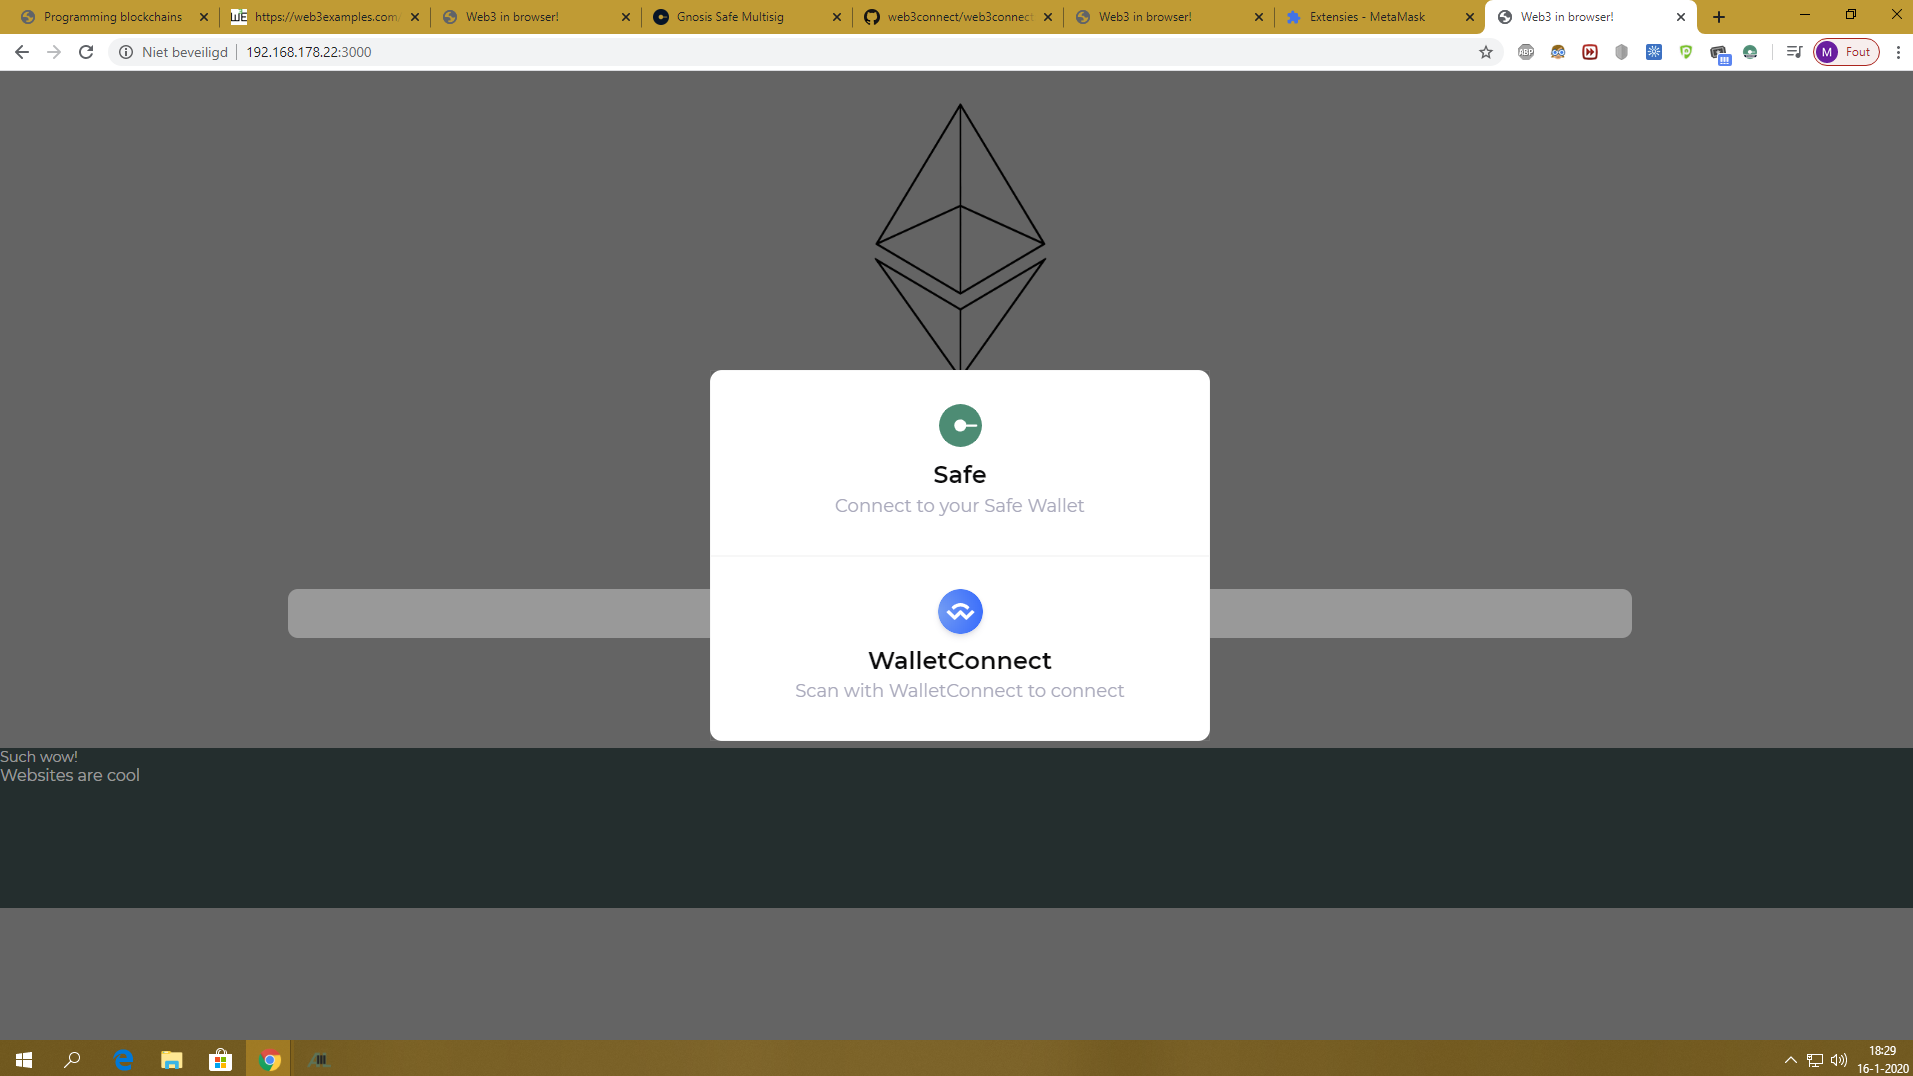 Programming blockchains
WE https://web3examples.com/
Web3 in browser!
Gnosis Safe Multisig
web3connect/web3connect
Web3 in browser!
Extensies - MetaMask
Web3 in browser!
Niet beveiligd
192.168.178.22:3000
ABP
M Fout
Safe
Connect to your Safe Wallet
WalletConnect
Scan with WalletConnect to connect
Such wow!
Websites are cool
18:29
16-1-2020